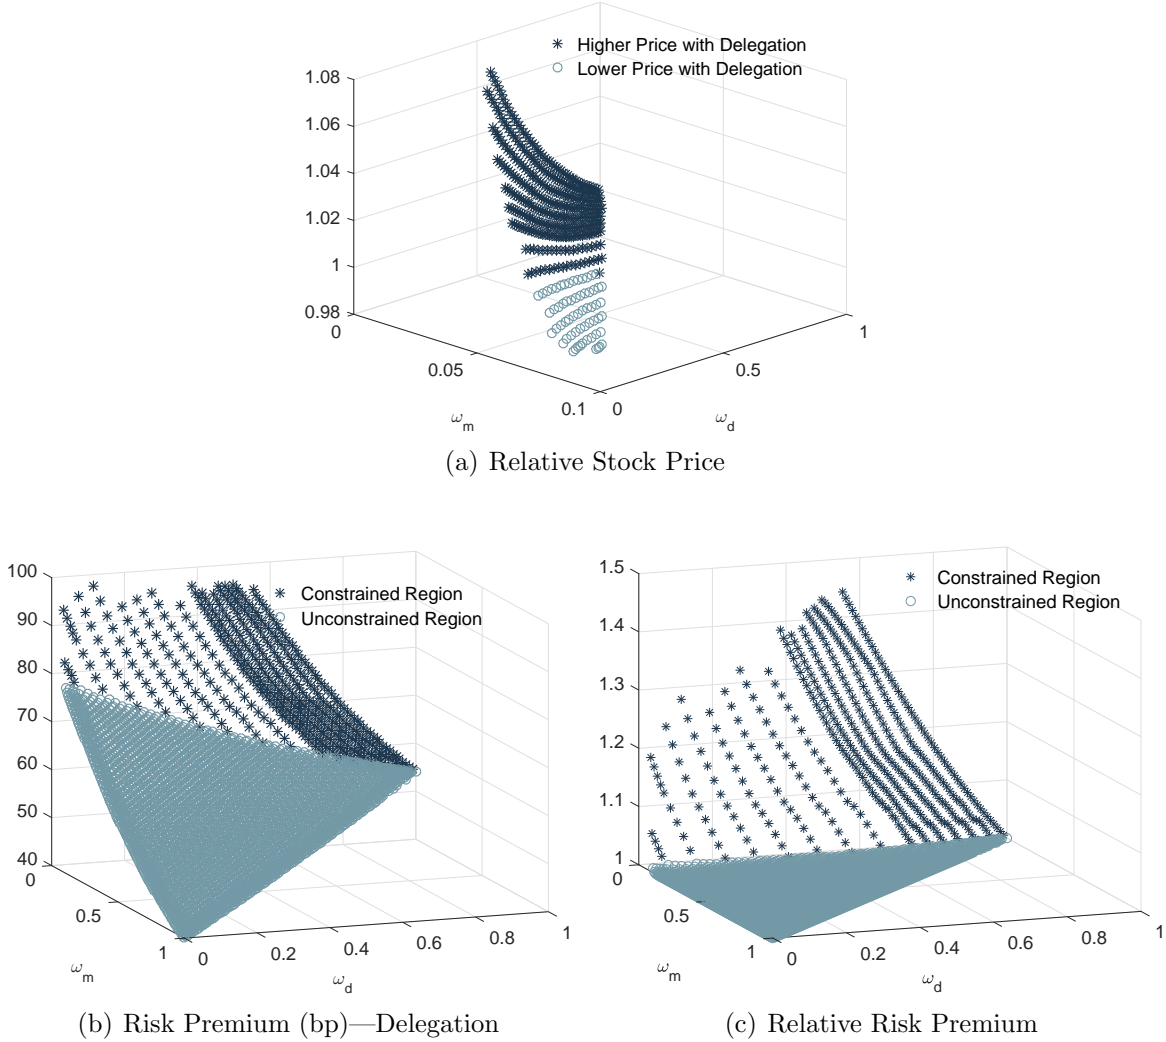 Higher Price with Delegation
Lower Price with Delegation
1.08
1.06
1.04
1.02
1
0.98
0
0.05
0.1
0
0.5
1
ω_m
ω_d
(a) Relative Stock Price
100
90
80
70
60
50
40
0
0.5
1
0
0.2
0.4
0.6
0.8
1
Constrained Region
Unconstrained Region
ω_m
ω_d
(b) Risk Premium (bp)—Delegation
1.5
1.4
1.3
1.2
1.1
1
0
0.5
1
0
0.2
0.4
0.6
0.8
1
Constrained Region
Unconstrained Region
ω_m
ω_d
(c) Relative Risk Premium